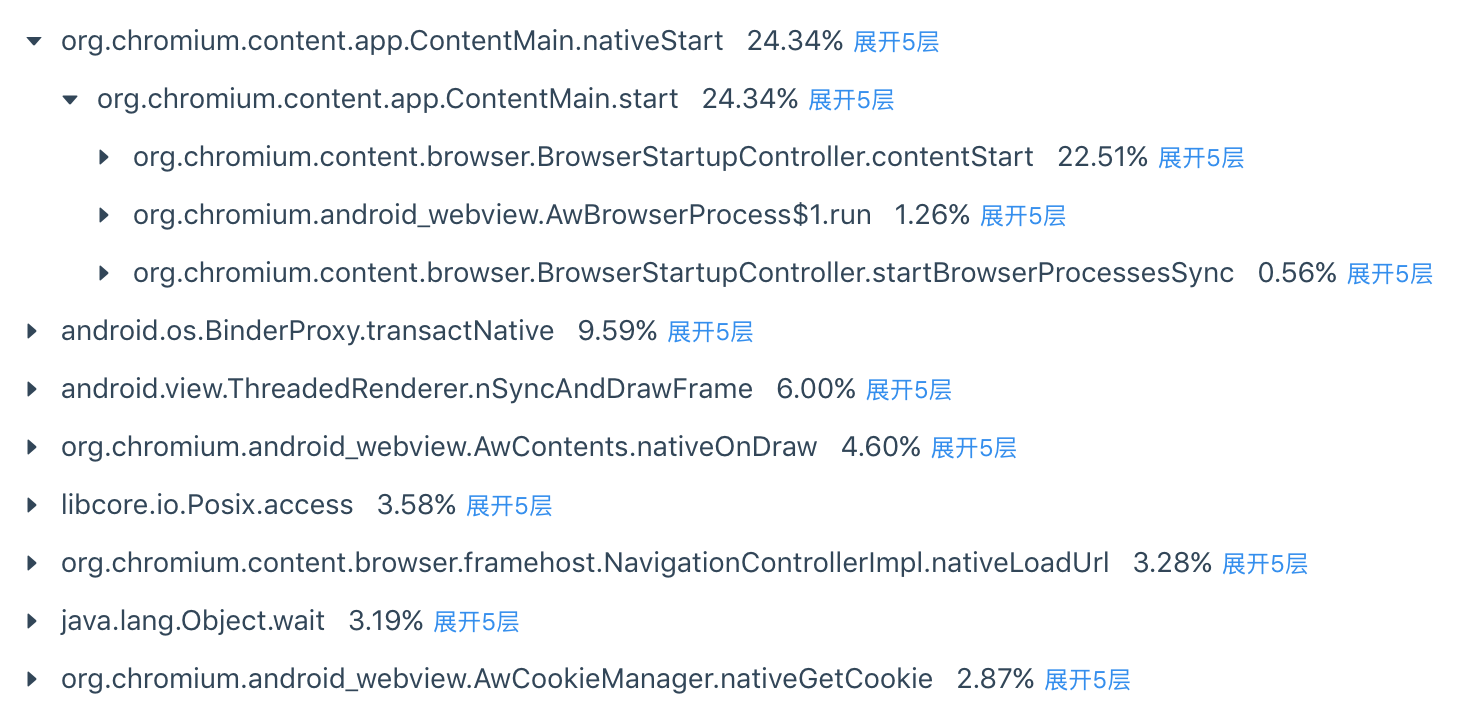 org.chromium.content.app.ContentMain.nativeStart 24.34% 展开5层
org.chromium.content.app.ContentMain.start 24.34% 展开5层
org.chromium.content.browser.BrowserStartupController.contentStart 22.51% 展开5层
org.chromium.android_webview.AwBrowserProcess$1.run 1.26% 展开5层
org.chromium.content.browser.BrowserStartupController.startBrowserProcessesSync 0.56% 展开5层
android.os.BinderProxy.transactNative 9.59% 展开5层
android.view.ThreadedRenderer.nSyncAndDrawFrame 6.00% 展开5层
org.chromium.android_webview.AwContents.nativeOnDraw 4.60% 展开5层
libcore.io.Posix.access 3.58% 展开5层
org.chromium.content.browser.framehost.NavigationControllerImpl.nativeLoadUrl 3.28% 展开5层
java.lang.Object.wait 3.19% 展开5层
org.chromium.android_webview.AwCookieManager.nativeGetCookie 2.87% 展开5层